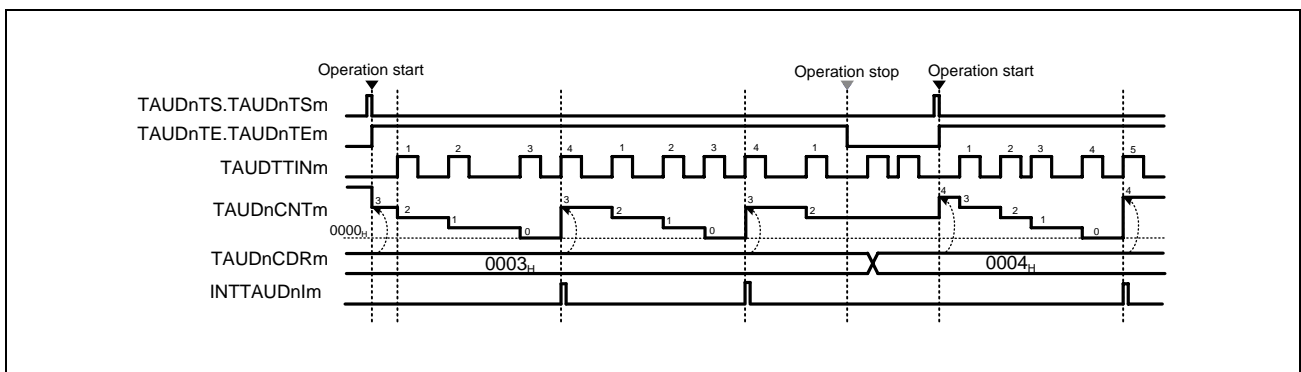 Operation start Operation stop Operation start
TAUDnTS.TAUDnTSm
TAUDnTE.TAUDnTEm
1 2 3 4 1 2 3 4 1 1 2 3 4 5
TAUDTTINm
3 2 1 0 3 2 1 0 3 2 4 3 2 1 0 4
TAUDnCNTm
0000H
TAUDnCDRm
0003H 0004H
INTTAUDnIm